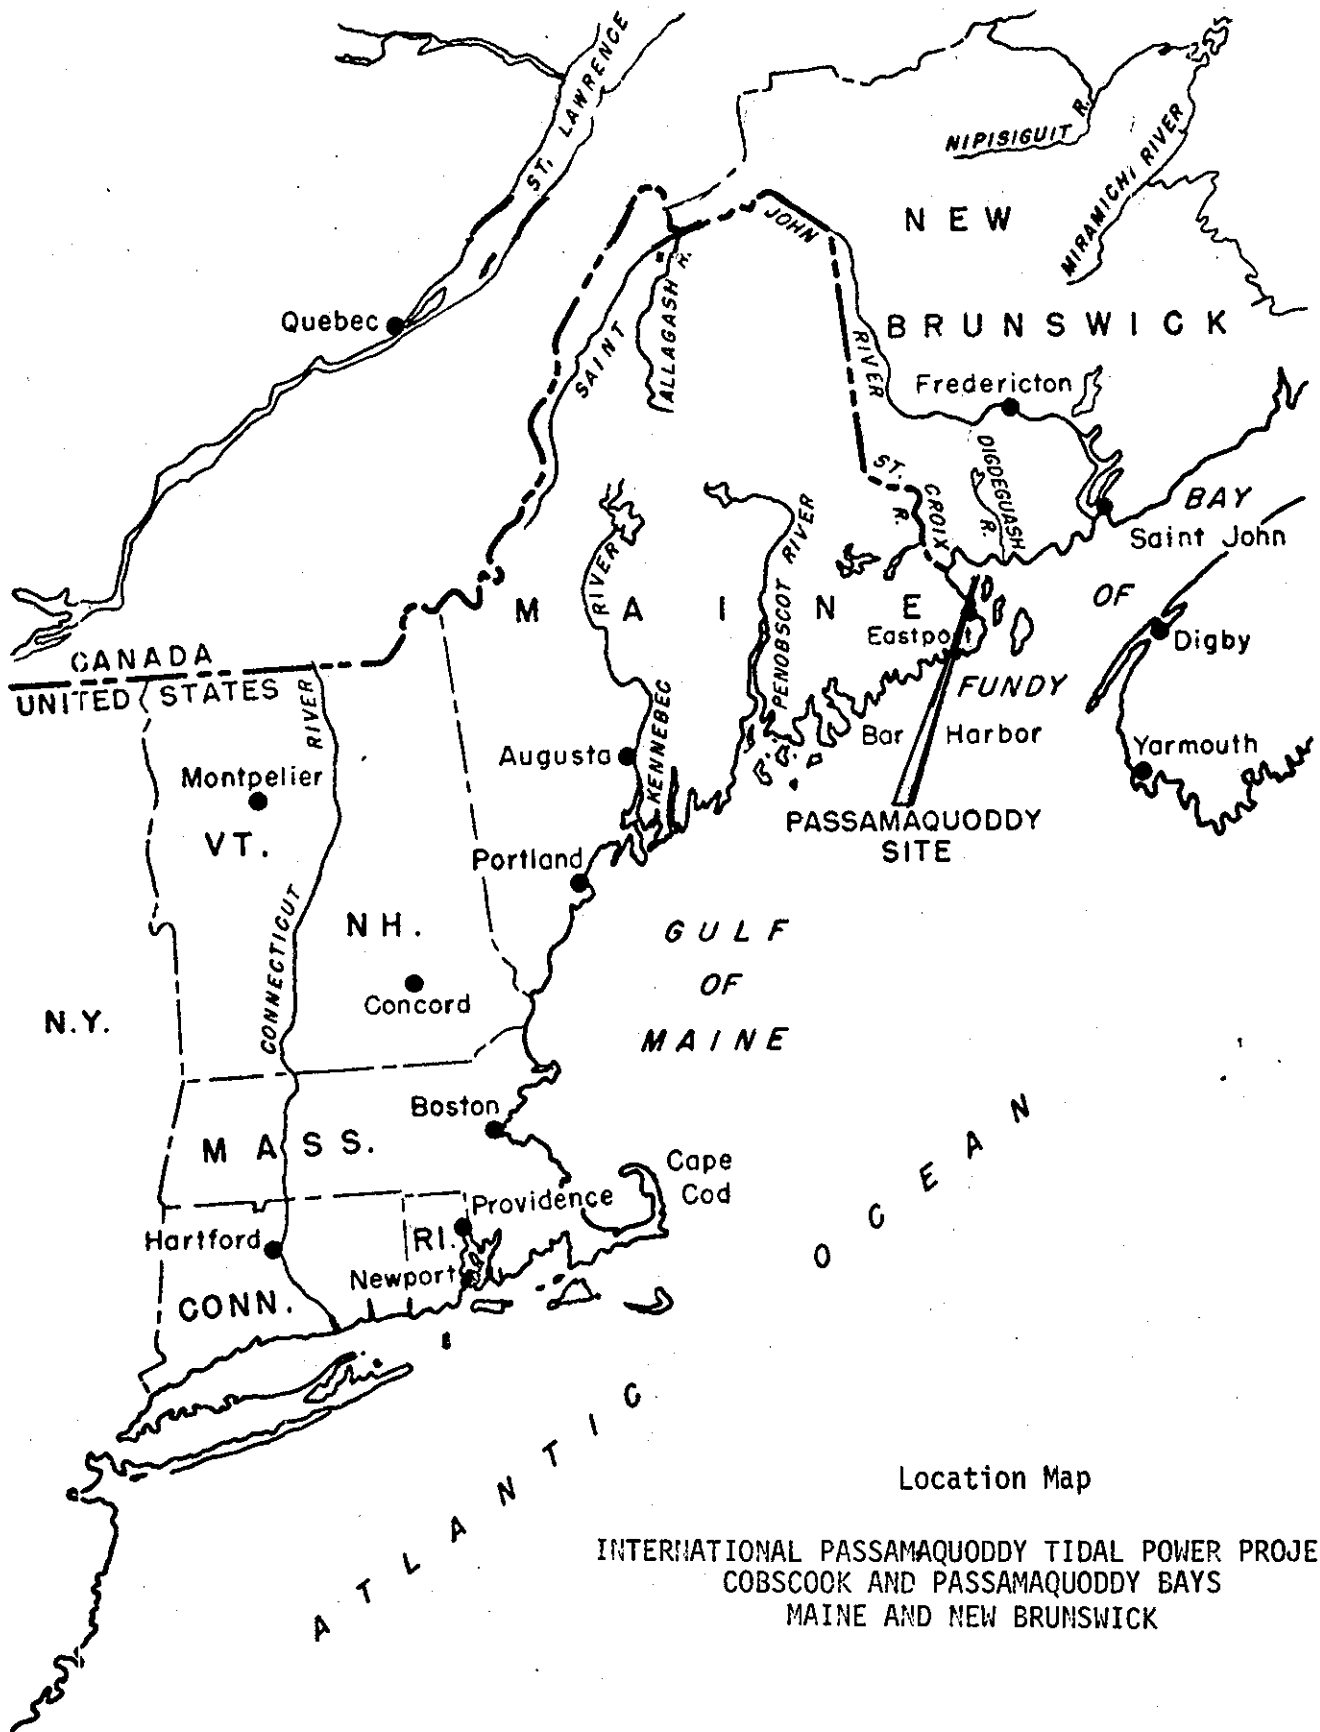 ST. LAWRENCE
NIPISIGUIT R.
MIRAMICHI RIVER
NEW
BRUNSWICK
SAINT
JOHN
RIVER
ALLAGASH R.
Quebec
Fredericton
ST.
CROIX
R.
DIGDEGUASH
R.
BAY
Saint John
OF
FUNDY
Digby
Yarmouth
MAINE
RIVER
KENNEBEC
PENOBSCOT RIVER
Eastport
Bar Harbor
CANADA
UNITED STATES
RIVER
CONNECTICUT
Montpelier
VT.
Augusta
PASSAMAQUODDY
SITE
Portland
NH.
Concord
N.Y.
GULF
OF
MAINE
Boston
MASS.
Cape
Cod
Providence
Hartford
RI.
Newport
CONN.
ATLANTIC OCEAN
Location Map
INTERNATIONAL PASSAMAQUODDY TIDAL POWER PROJE
COBSCOOK AND PASSAMAQUODDY BAYS
MAINE AND NEW BRUNSWICK